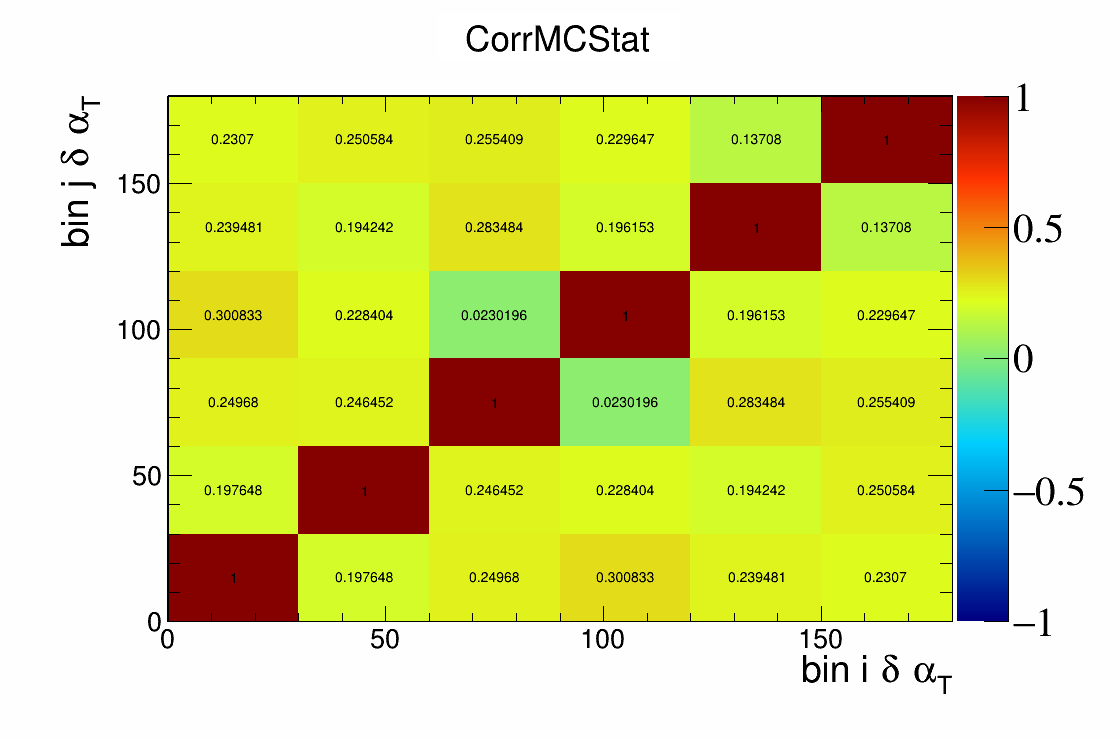 CorrMCStat
bin j δ αT
0.2307 0.250584 0.255409 0.229647 0.13708 1
150
0.239481 0.194242 0.283484 0.196153 1 0.13708
100
0.300833 0.228404 0.0230196 1 0.196153 0.229647
0.24968 0.246452 1 0.0230196 0.283484 0.255409
50
0.197648 1 0.246452 0.228404 0.194242 0.250584
1 0.197648 0.24968 0.300833 0.239481 0.2307
0
0 50 100 150
bin i δ αT
1
0.5
0
−0.5
−1